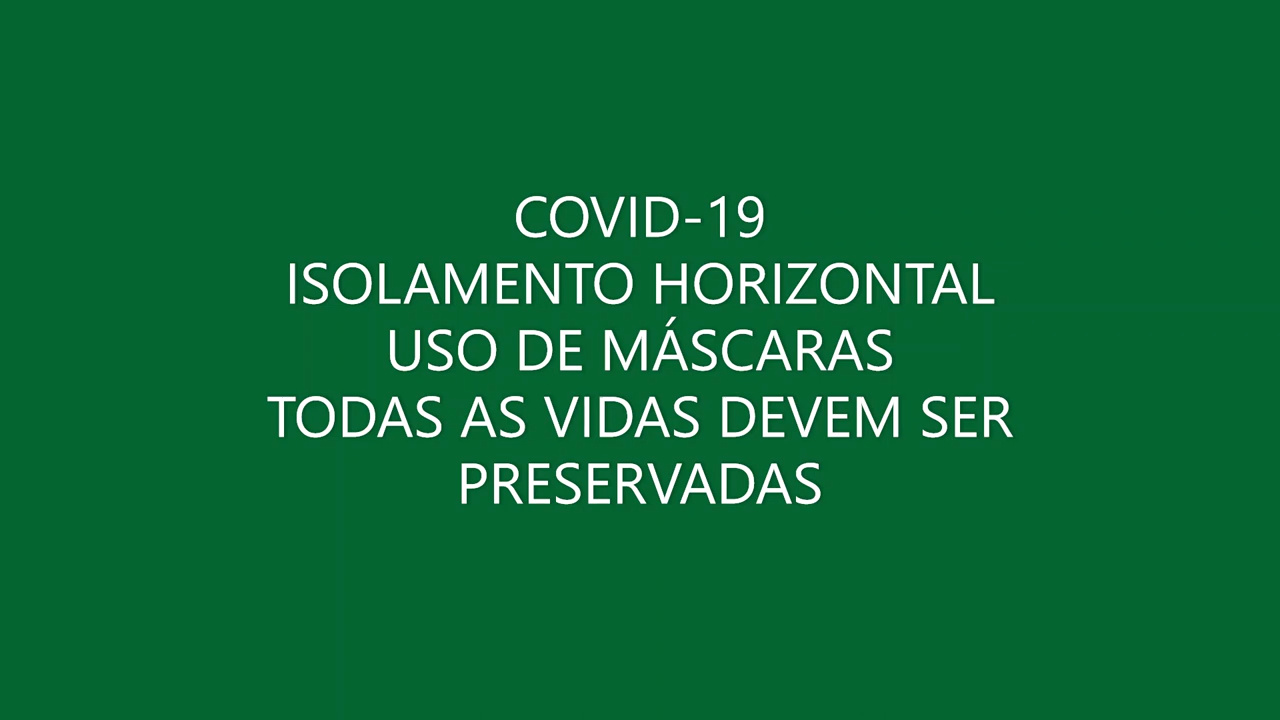 COVID-19
ISOLAMENTO HORIZONTAL
USO DE MÁSCARAS
TODAS AS VIDAS DEVEM SER
PRESERVADAS